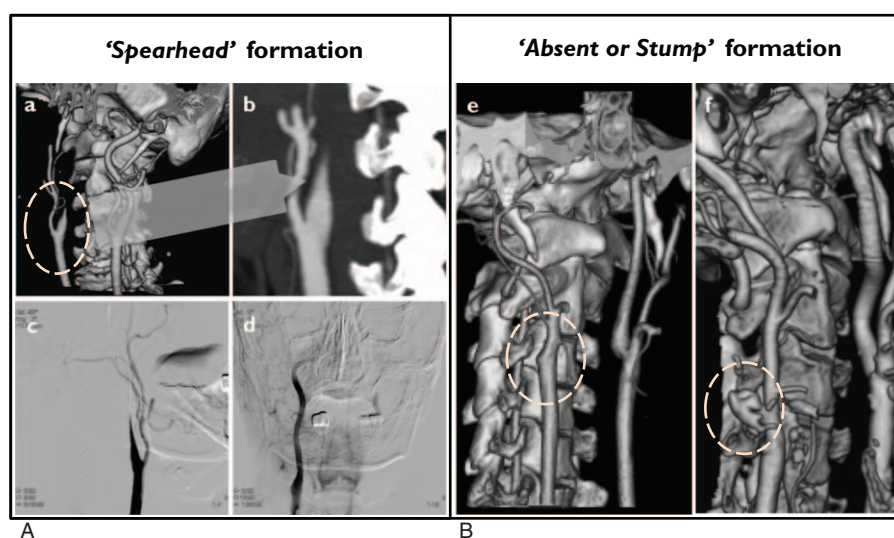 ‘Spearhead’ formation
‘Absent or Stump’ formation
a
b
e
f
c
d
A
B